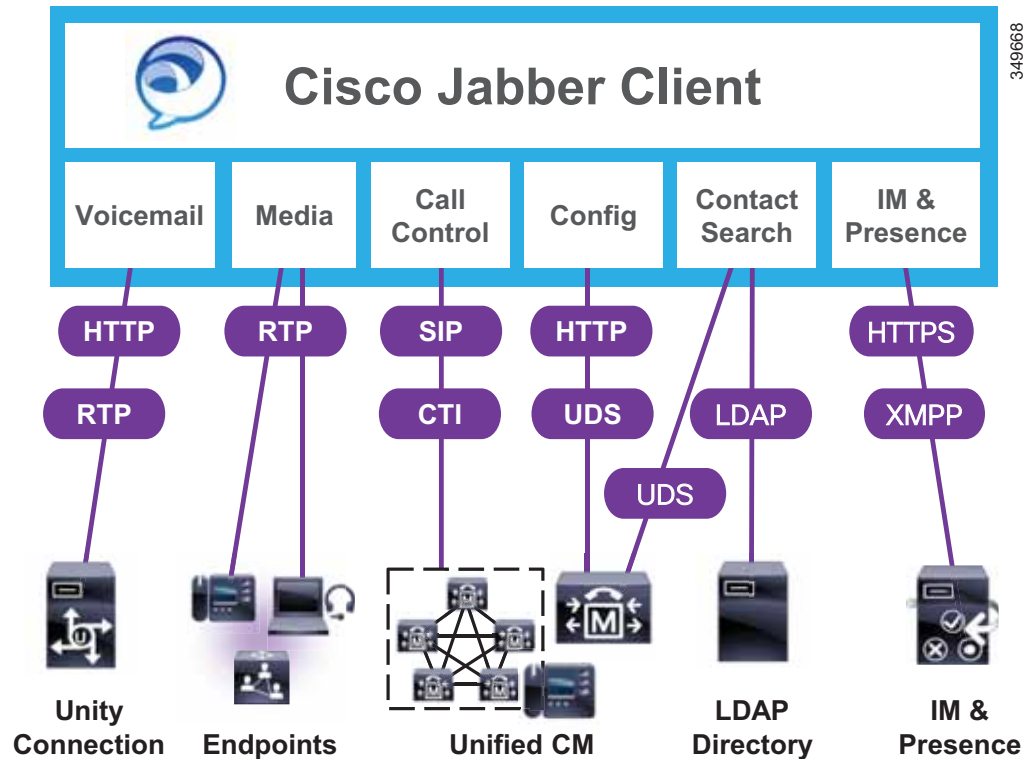 349668
Cisco Jabber Client
Voicemail
Media
Call
Control
Config
Contact
Search
IM &
Presence
HTTP
RTP
SIP
HTTP
HTTPS
RTP
CTI
UDS
LDAP
XMPP
UDS
U
M
M
M
M
M
M
Unity
Connection
Endpoints
Unified CM
LDAP
Directory
IM &
Presence